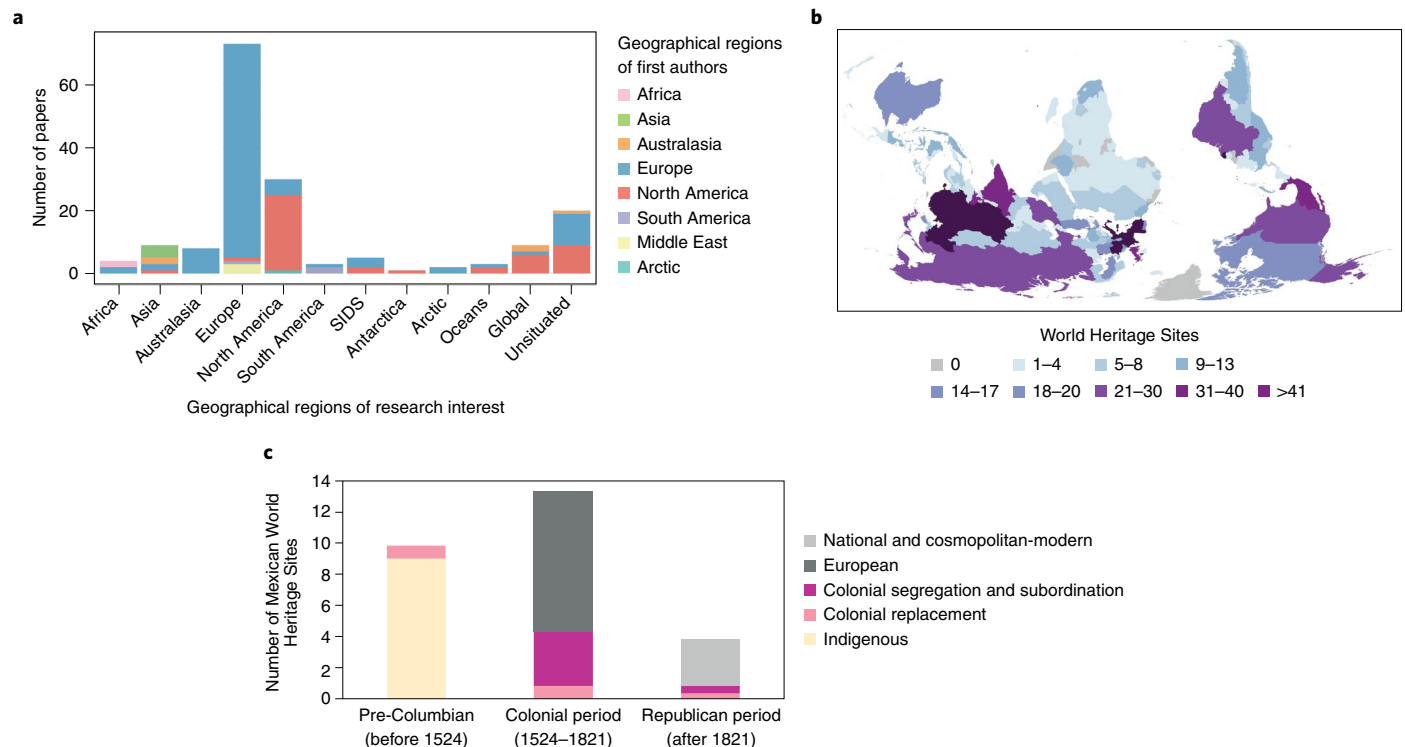 a
Number of papers
60
40
20
0
Africa
Asia
Australasia
Europe
North America
South America
SIDS
Antarctica
Arctic
Oceans
Global
Unsituated
Geographical regions of research interest
Geographical regions
of first authors
Africa
Asia
Australasia
Europe
North America
South America
Middle East
Arctic
b
World Heritage Sites
0 1–4 5–8 9–13
14–17 18–20 21–30 31–40 >41
c
Number of Mexican World
Heritage Sites
14
12
10
8
6
4
2
0
Pre-Columbian
(before 1524)
Colonial period
(1524–1821)
Republican period
(after 1821)
National and cosmopolitan-modern
European
Colonial segregation and subordination
Colonial replacement
Indigenous